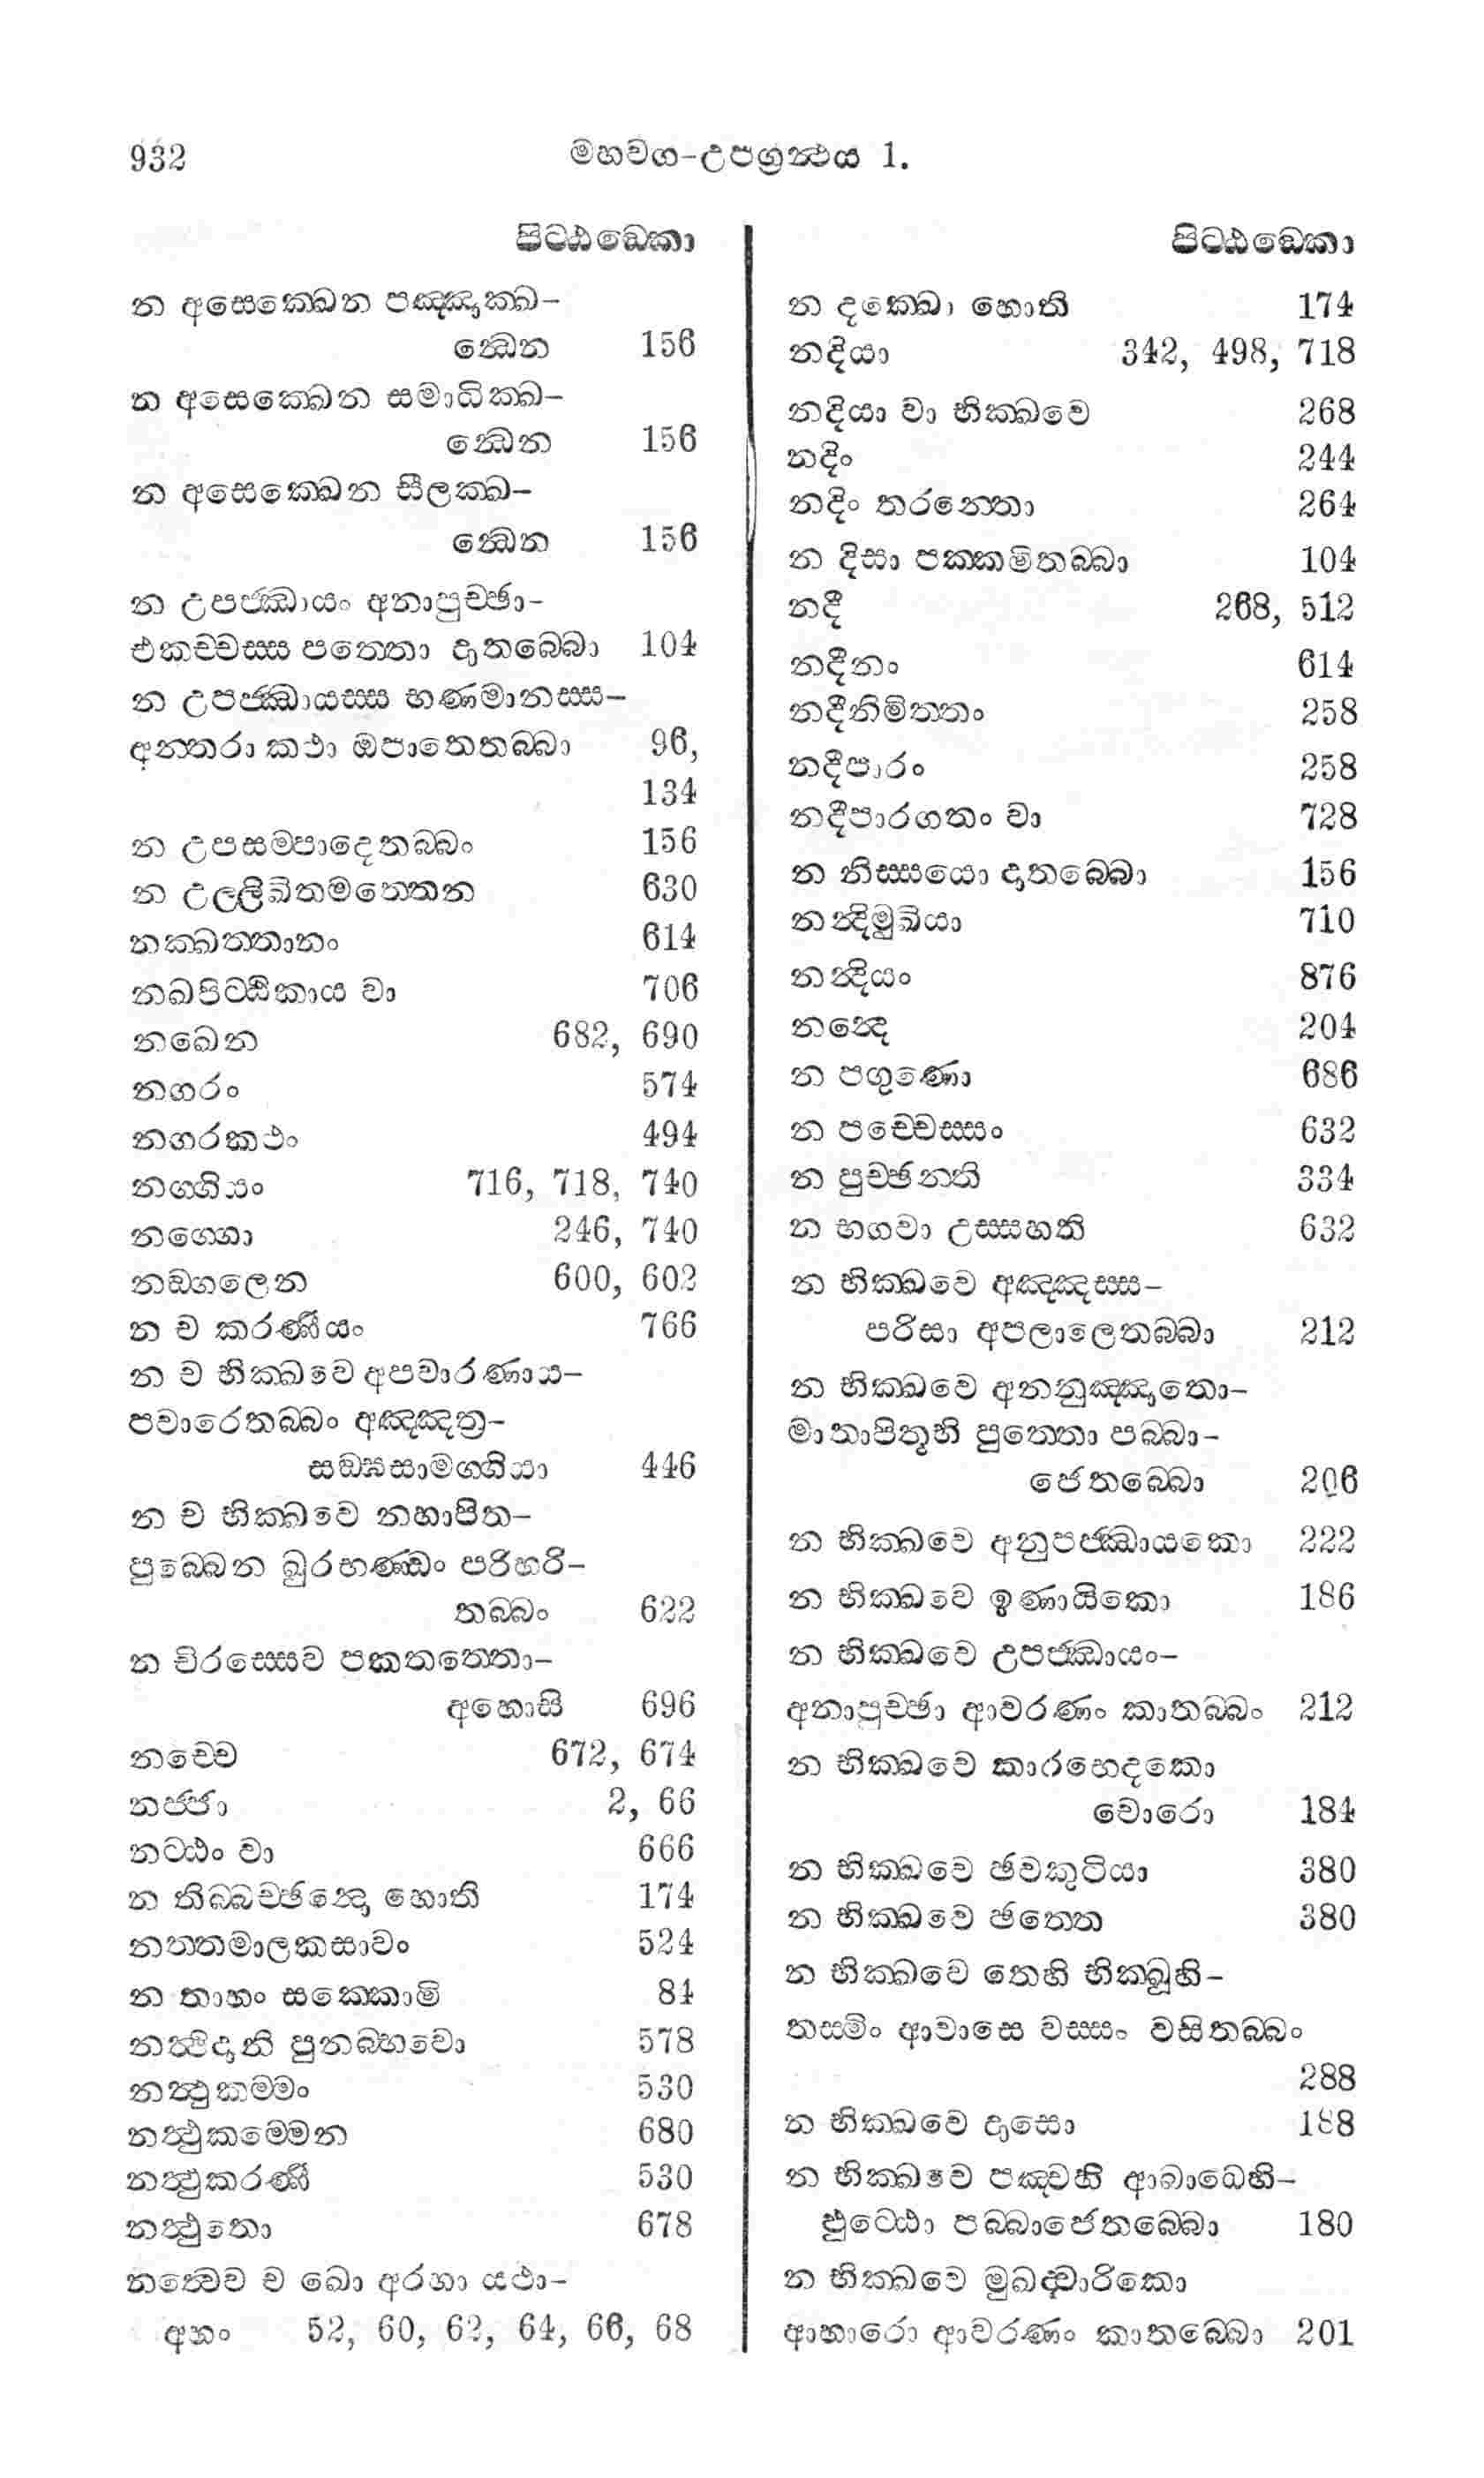 932 මහවග-උපග්‍රන්‍ථය 1.
පිටඨඞෙකා
න අසෙක‍්ඛෙන පඤ‍්ඤාක‍්ඛ-
න්‍ධෙන 156
න අසෙක‍්ඛෙන සමාධික‍්ඛ-
න්‍ධෙන 156
න අසෙක‍්ඛෙන සීලක‍්ඛ-
න්‍ධෙන 156
න උපජ‍්ඣායං අනාපුච‍්ඡා-
එකච‍්චස‍්ස පත‍්තො දාතබ‍්බො 104
න උපජ‍්ඣායස‍්ස භණමානස‍්ස-
අන‍්තරා කථා ඔපාතෙතබ‍්බා 96,
134
න උපසම‍්පාදෙතබ‍්බං 156
න උල‍්ලිඛිතමත‍්තෙන 630
නක‍්ඛත‍්තානං 614
නඛපිට‍්ඨිකාය වා 706
නඛෙන 682, 690
නගරං 574
නගරකථං 494
නග‍්ගියං 716, 718, 740
නග‍්ගො 246, 740
නඞ‍්ගලෙන 600, 602
න ච කරණීයං 766
න ච භික‍්ඛවෙ අපවාරණාය-
පවාරෙතබ‍්බං අඤ‍්ඤත්‍ර-
සඞ‍්ඝසාමග‍්ගියා 446
න ච භික‍්ඛවෙ නහාපිත-
පුබ‍්බෙන ඛුරභණ‍්ඩං පරිහරි-
තබ‍්බං 622
න චිරස‍්සෙව පකතත‍්තො-
අහොසි 696
නච‍්චෙ 672, 674
නජ‍්ජා 2, 66
නට‍්ඨං වා 666
න තිබ‍්බච‍්ඡන්‍දො හොති 174
නත‍්තමාලකසාවං 524
න තාහං සක‍්කොමි 84
නත්‍ථිදානි පුනබ‍්භවො 578
නත්‍ථුකම‍්මං 530
නත්‍ථුකම‍්මෙන 680
නත්‍ථුකරණී 530
නත්‍ථුතො 678
නත්‍වෙව ච ඛො අරහා යථා-
අහං 52, 60, 62, 64, 66, 68
පිටඨඞෙකා
න දක‍්ඛො හොති 174
නදියා 342, 498, 718
නදියා වා භික‍්ඛවෙ 268
නදිං 244
නදිං තරන‍්තො 264
න දිසා පක‍්කමිතබ‍්බා 104
නදී 268, 512
නදීනං 614
නදීනිමිත‍්තං 258
නදීපාරං 258
නදීපාරගතං වා 728
න නිස‍්සයො දාතබ‍්බො 156
නන්‍දිමුඛියා 710
නන්‍දියං 876
නන්‍දෙ 204
න පගුණො 686
න පච‍්චෙස‍්සං 632
න පුච‍්ඡන‍්ති 334
න භගවා උස‍්සහති 632
න භික‍්ඛවෙ අඤ‍්ඤස‍්ස-
පරිසා අපලාලෙතබ‍්බා 212
න භික‍්ඛවෙ අනනුඤ‍්ඤාතො-
මාතාපිතූහි පුත‍්තො පබ‍්බා-
ජෙතබ‍්බො 206
න භික‍්ඛවෙ අනුපජ‍්ඣායකො 222
න භික‍්ඛවෙ ඉණායිකො 186
න භික‍්ඛවෙ උපජ‍්ඣායං-
අනාපුච‍්ඡා ආවරණං කාතබ‍්බං 212
න භික‍්ඛවෙ කාරභෙදකො
චොරො 184
න භික‍්ඛවෙ ඡවකුටියා 380
න භික‍්ඛවෙ ඡත‍්තෙ 380
න භික‍්ඛවෙ තෙහි භික‍්ඛූහි-
තස‍්මිං ආවාසෙ වස‍්සං වසිතබ‍්බං
288
න භික‍්ඛවෙ දාසො 188
න භික‍්ඛවෙ පඤ‍්චහි ආබාධෙහි-
ඵුට‍්ඨො පබ‍්බාජෙතබ‍්බො 180
න භික‍්ඛවෙ මුඛද්‍වාරිකො
ආහාරො ආවරණං කාතබ‍්බො 201